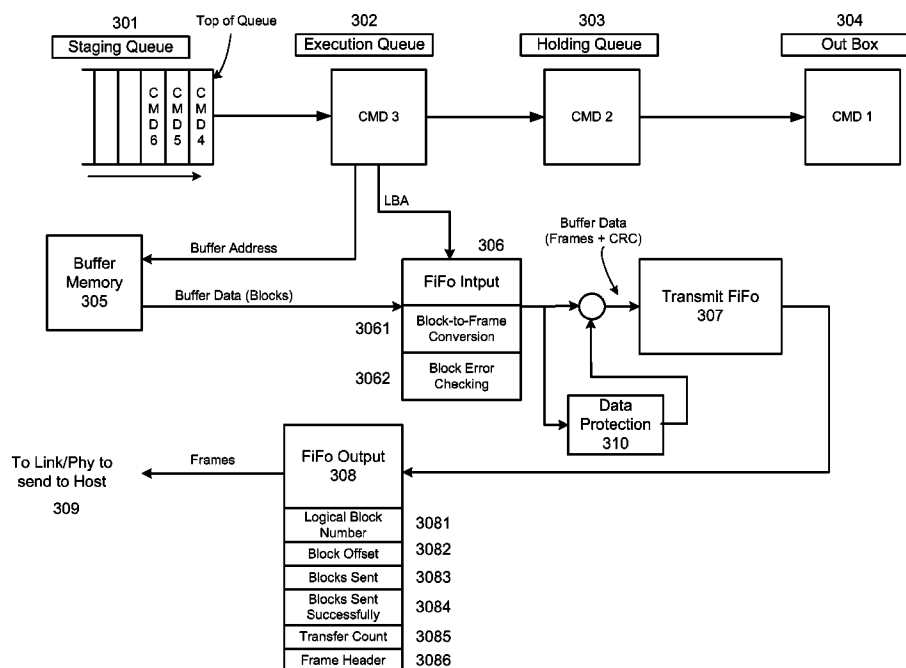 301
302
303
304
Top of Queue
Staging Queue
Execution Queue
Holding Queue
Out Box
CMD6
CMD5
CMD4
CMD 3
CMD 2
CMD 1
LBA
Buffer Address
Buffer Memory
305
Buffer Data (Blocks)
306
FiFo Intput
3061
Block-to-Frame
Conversion
3062
Block Error
Checking
Buffer Data
(Frames + CRC)
Transmit FiFo
307
Data
Protection
310
To Link/Phy to
send to Host
309
Frames
FiFo Output
308
Logical Block
Number
3081
Block Offset
3082
Blocks Sent
3083
Blocks Sent
Successfully
3084
Transfer Count
3085
Frame Header
3086